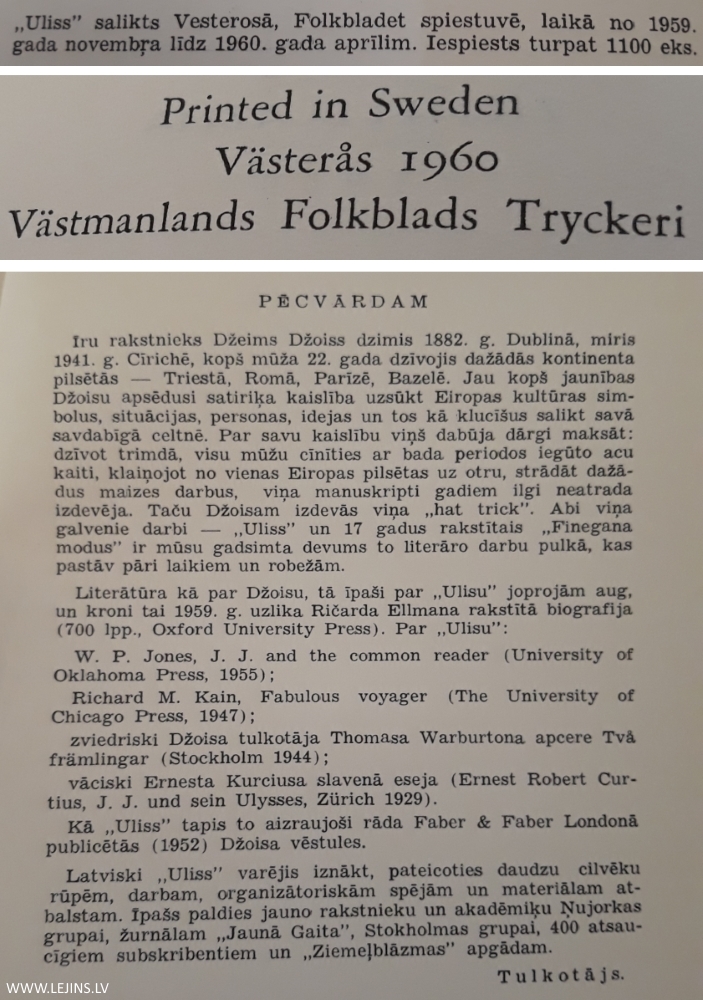 „Uliss” salikts Vesterosā, Folkbladet spiestuvē, laikā no 1959.
gada novembŗa līdz 1960. gada aprīlim. Iespiests turpat 1100 eks.
Printed in Sweden
Västerås 1960
Västmanlands Folkblads Tryckeri
PĒCVĀRDAM
Īru rakstnieks Džeims Džoiss dzimis 1882. g. Dublinā, miris
1941. g. Cīrichē, kopš mūža 22. gada dzīvojis dažādās kontinenta
pilsētās — Triestā, Romā, Parīzē, Bazelē. Jau kopš jaunības
Džoisu apsēdusi satiriķa kaislība uzsūkt Eiropas kultūras sim-
bolus, situācijas, personas, idejas un tos kā klucīšus salikt savā
savdabīgā celtnē. Par savu kaislību viņš dabūja dārgi maksāt:
dzīvot trimdā, visu mūžu cīnīties ar bada periodos iegūto acu
kaiti, klaiņojot no vienas Eiropas pilsētas uz otru, strādāt dažā-
dus maizes darbus, viņa manuskripti gadiem ilgi neatrada
izdevēja. Taču Džoisam izdevās viņa „hat trick”. Abi viņa
galvenie darbi — „Uliss” un 17 gadus rakstītais „Finegana
modus” ir mūsu gadsimta devums to literāro darbu pulkā, kas
pastāv pāri laikiem un robežām.
Literātūra kā par Džoisu, tā īpaši par „Ulisu” joprojām aug,
un kroni tai 1959. g. uzlika Ričarda Ellmana rakstītā biografija
(700 lpp., Oxford University Press). Par „Ulisu”:
W. P. Jones, J. J. and the common reader (University of
Oklahoma Press, 1955);
Richard M. Kain, Fabulous voyager (The University of
Chicago Press, 1947);
zviedriski Džoisa tulkotāja Thomasa Warburtona apcere Två
främlingar (Stockholm 1944);
vāciski Ernesta Kurciusa slavenā eseja (Ernest Robert Cur-
tius, J. J. und sein Ulysses, Zürich 1929).
Kā „Uliss” tapis to aizraujoši rāda Faber & Faber Londonā
publicētās (1952) Džoisa vēstules.
Latviski „Uliss” varējis iznākt, pateicoties daudzu cilvēku
rūpēm, darbam, organizātoriskām spējām un materiālam at-
balstam. Īpašs paldies jauno rakstnieku un akadēmiķu Ņujorkas
grupai, žurnālam „Jaunā Gaita”, Stokholmas grupai, 400 atsau-
cīgiem subskribentiem un „Ziemeļblāzmas” apgādam.
Tulkotājs.
WWW.LEJINS.LV